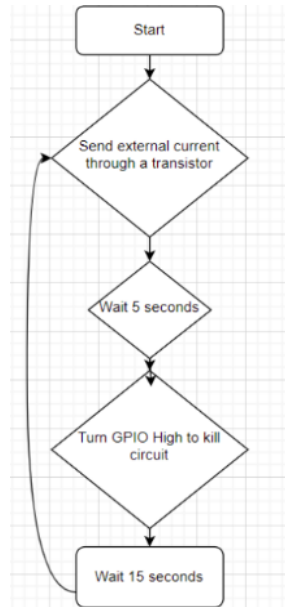 Start
Send external current
through a transistor
Wait 5 seconds
Turn GPIO High to kill
circuit
Wait 15 seconds